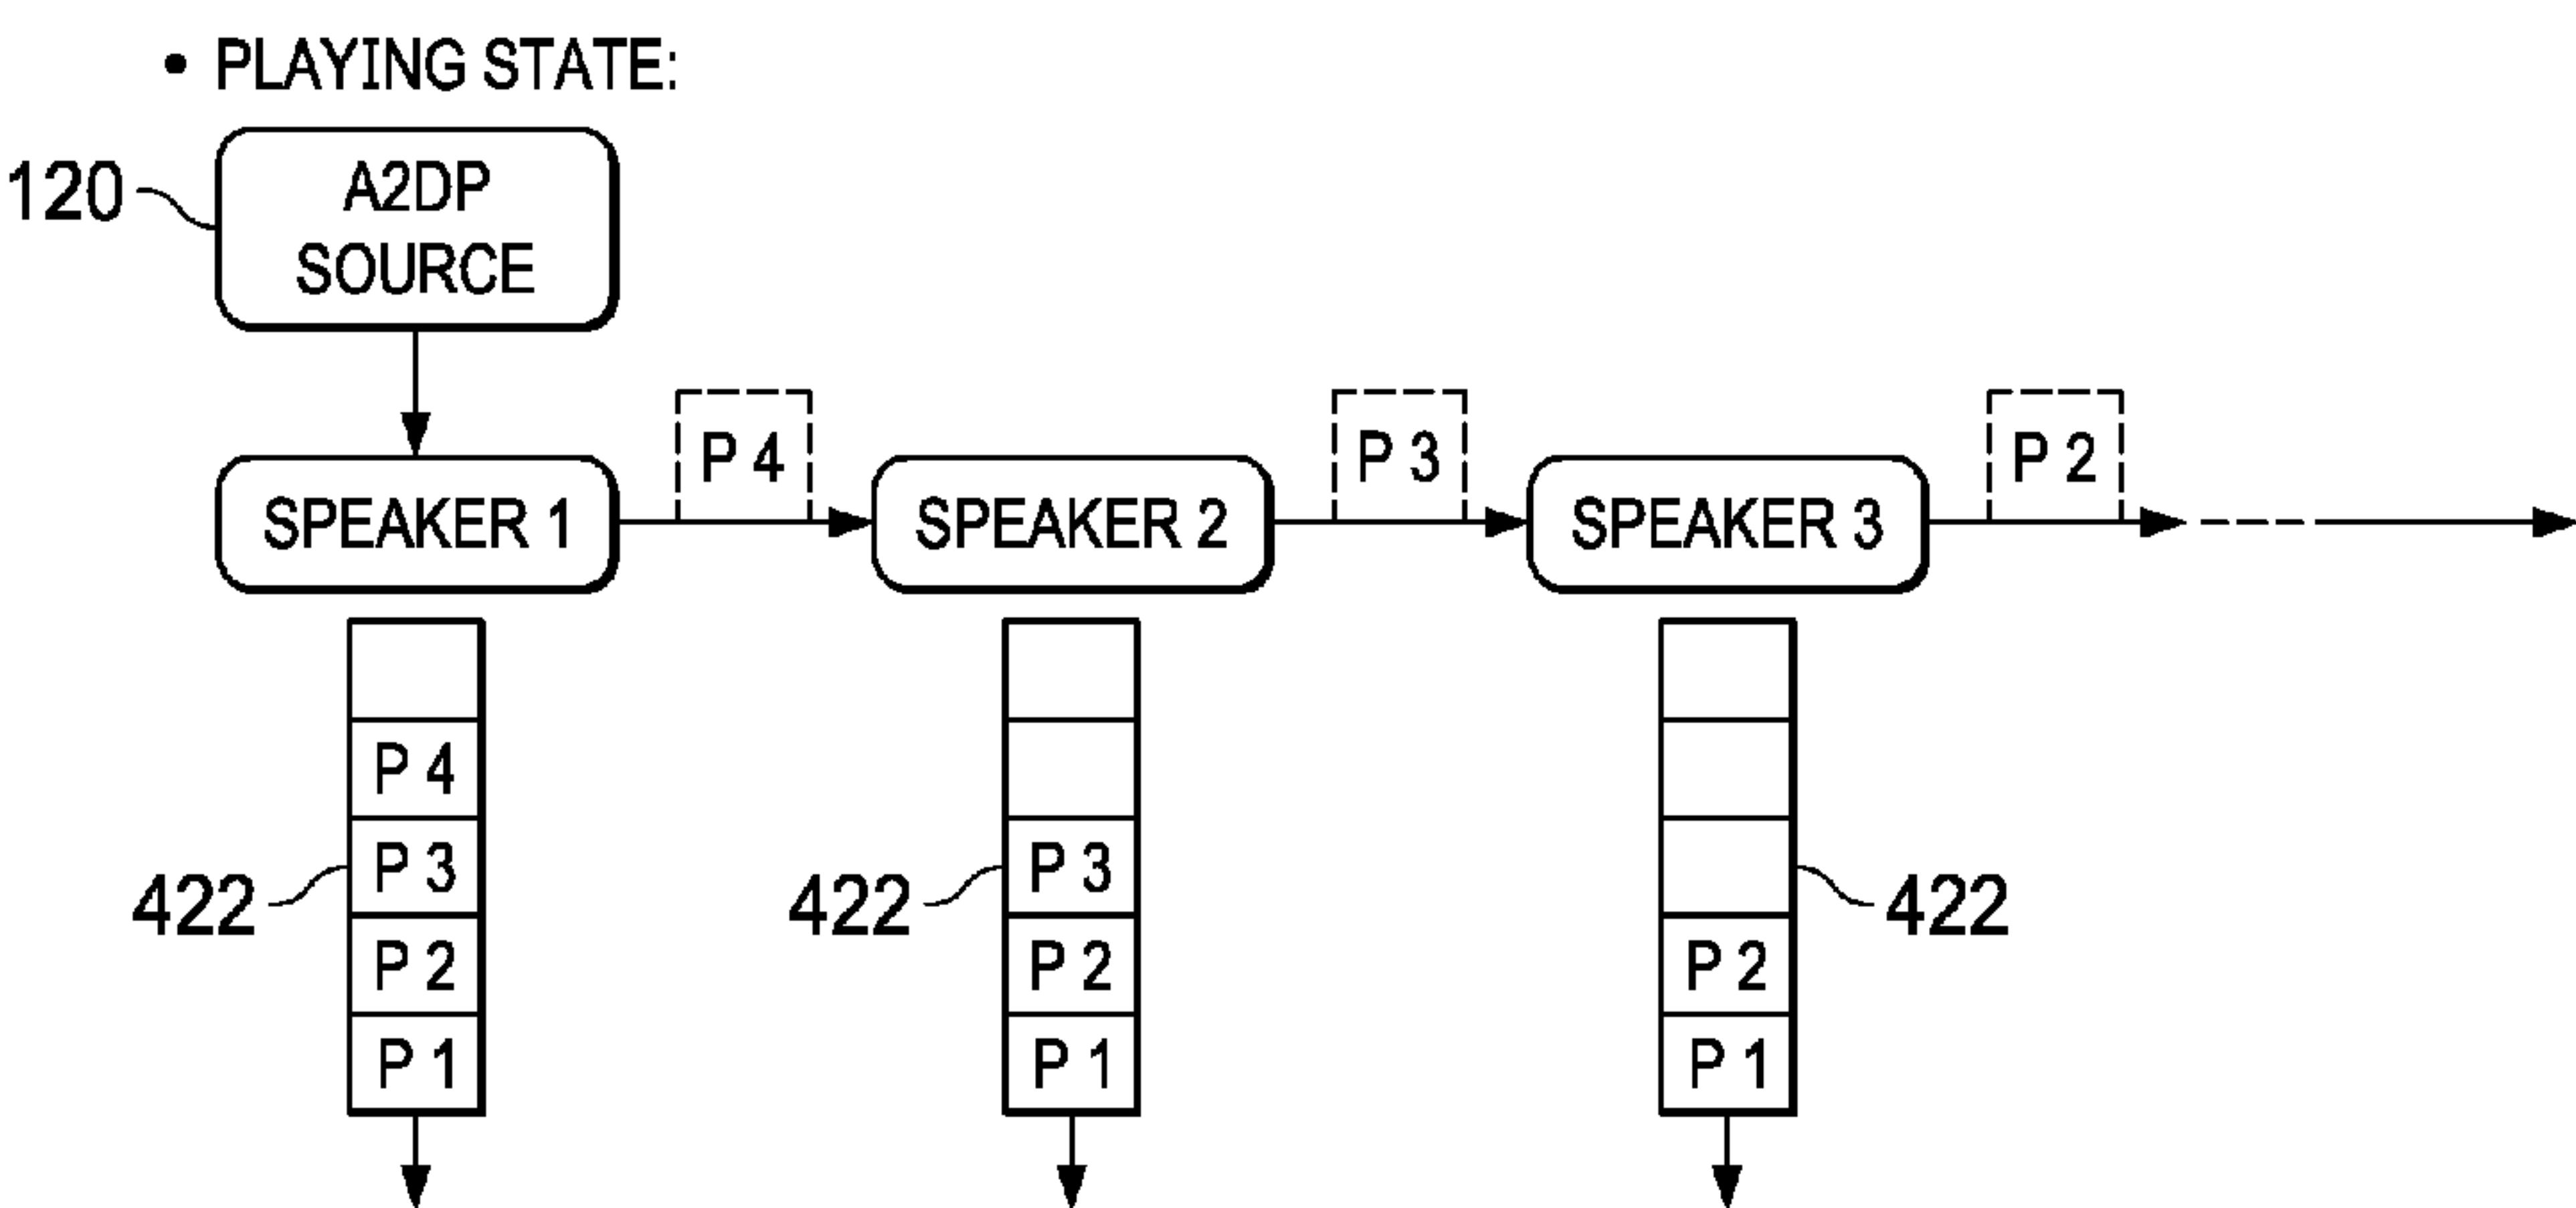 • PLAYING STATE:
120
A2DP
SOURCE
P 4
P 3
P 2
SPEAKER 1
SPEAKER 2
SPEAKER 3
P 4
422
P 3
P 2
P 1
422
P 3
P 2
P 1
422
P 2
P 1